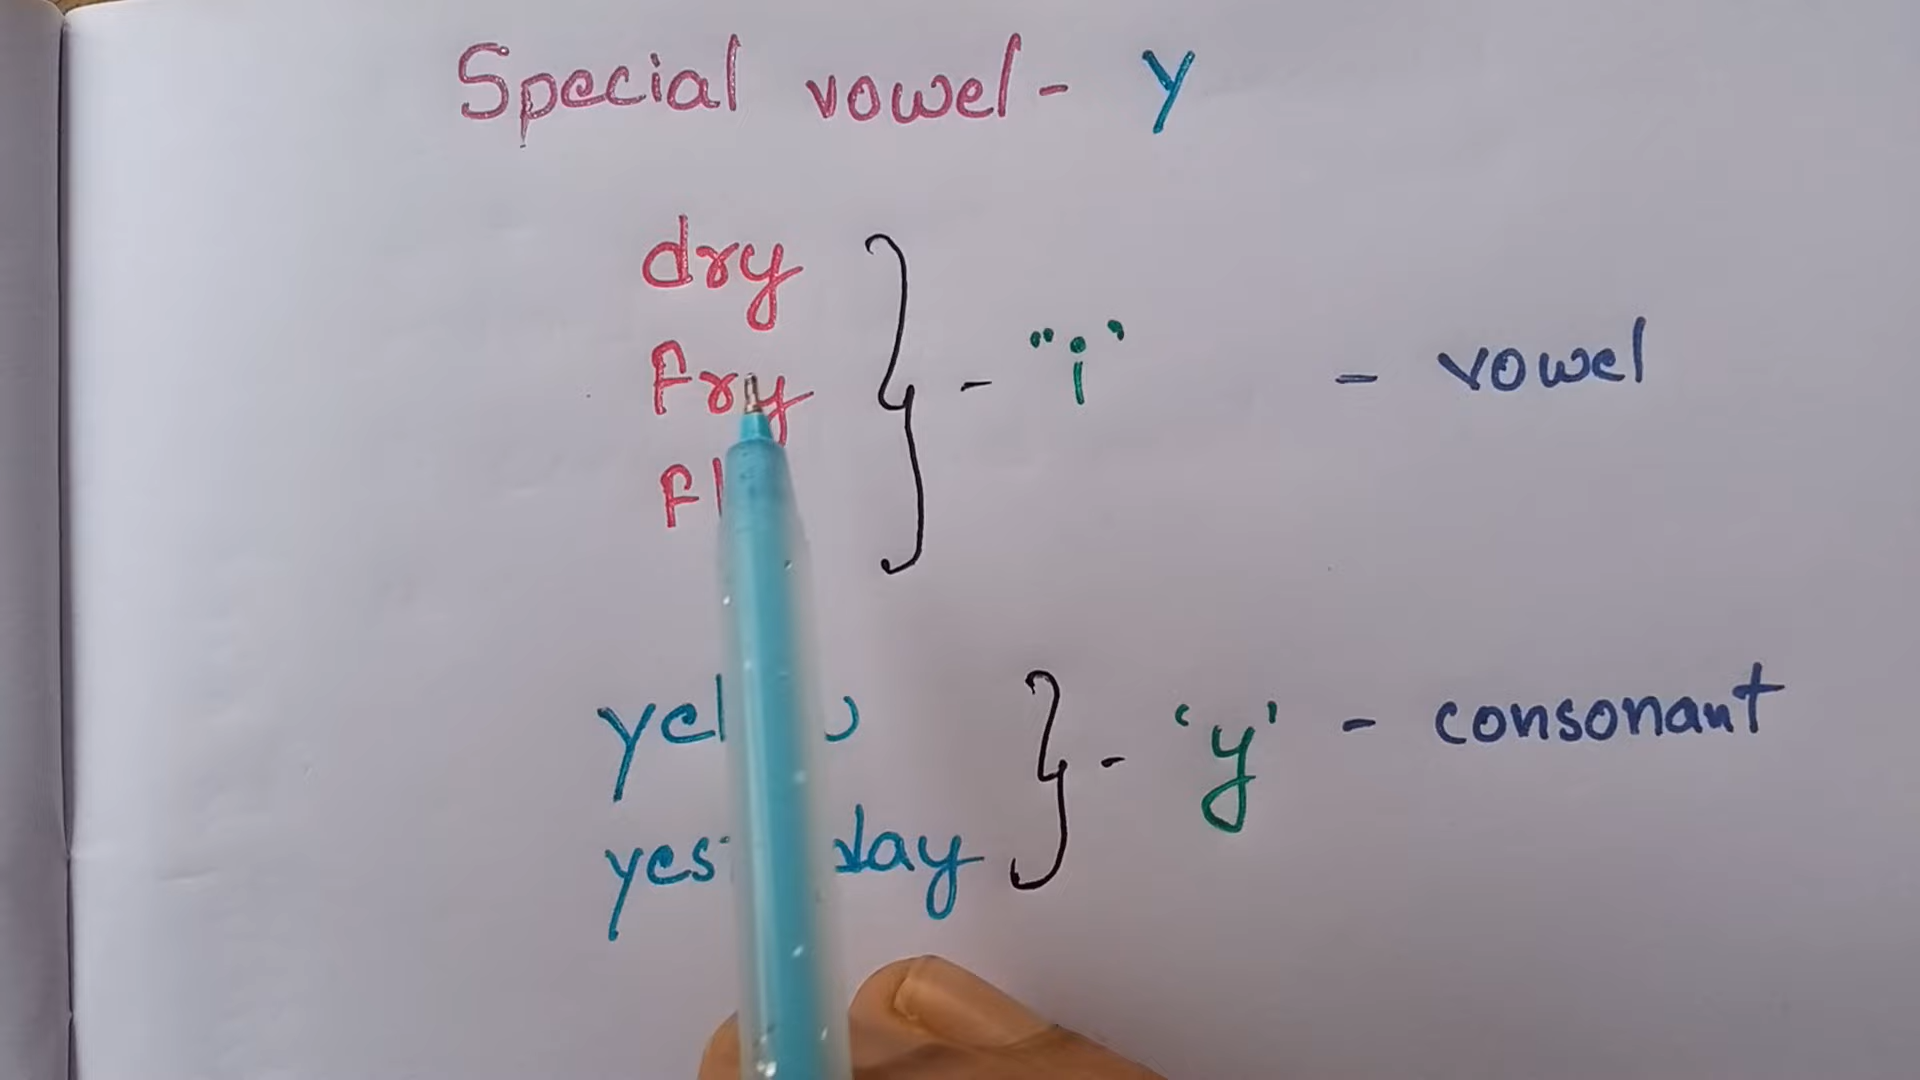 Special vowel - y
dry
Fry
- "i" - vowel
- 'y' - consonant